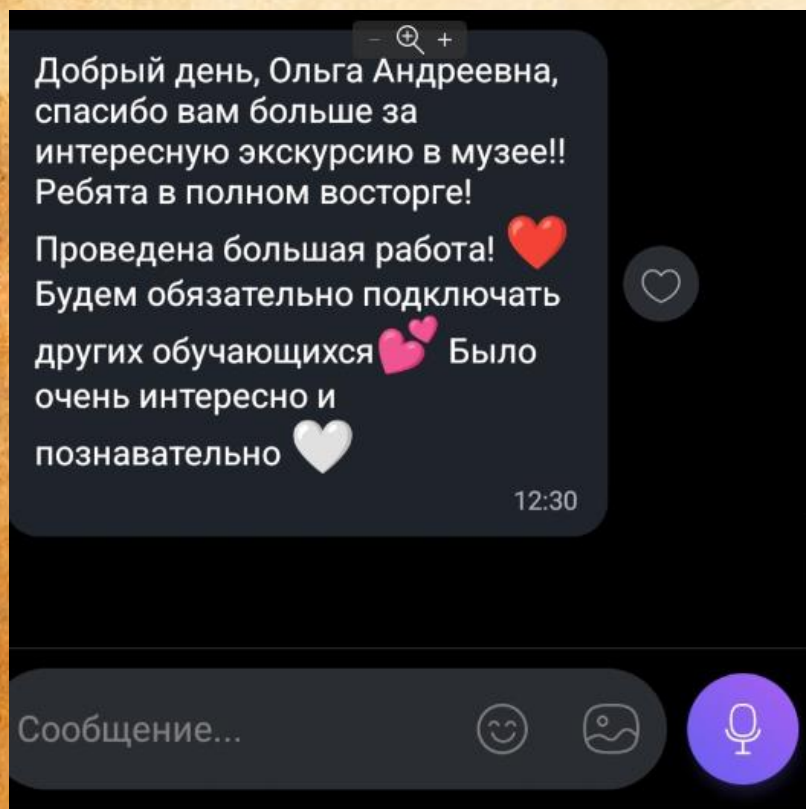 Добрый день, Ольга Андреевна,
спасибо вам больше за
интересную экскурсию в музее!!
Ребята в полном восторге!
Проведена большая работа! ❤️
Будем обязательно подключать
других обучающихся💕 Было
очень интересно и
познавательно 🤍
12:30
Сообщение...